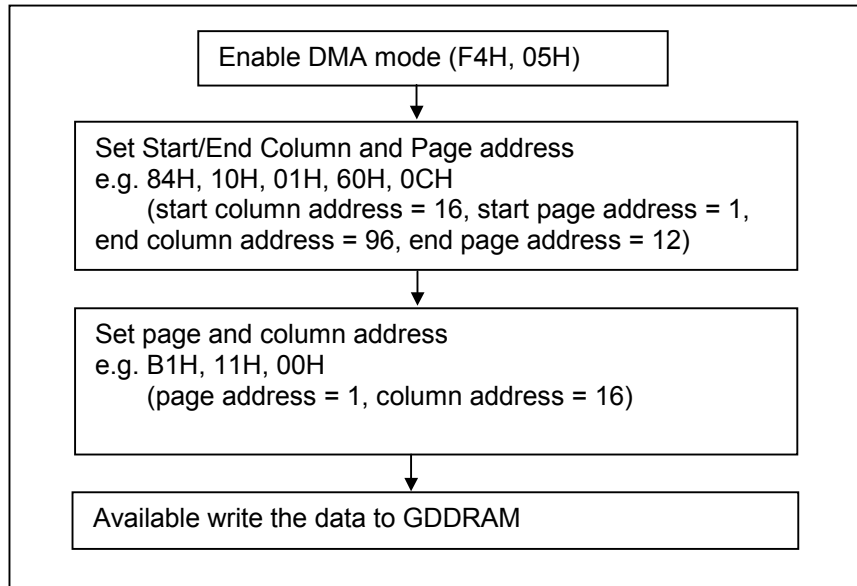 Enable DMA mode (F4H, 05H)
Set Start/End Column and Page address
e.g. 84H, 10H, 01H, 60H, 0CH
(start column address = 16, start page address = 1,
end column address = 96, end page address = 12)
Set page and column address
e.g. B1H, 11H, 00H
(page address = 1, column address = 16)
Available write the data to GDDRAM